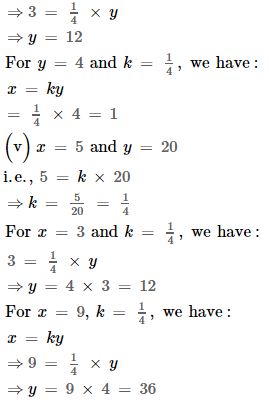 ⇒ 3 = 1/4 × y
⇒ y = 12
For y = 4 and k = 1/4, we have:
x = ky
= 1/4 × 4 = 1
(v) x = 5 and y = 20
i.e., 5 = k × 20
⇒ k = 5/20 = 1/4
For x = 3 and k = 1/4, we have:
3 = 1/4 × y
⇒ y = 4 × 3 = 12
For x = 9, k = 1/4, we have:
x = ky
⇒ 9 = 1/4 × y
⇒ y = 9 × 4 = 36